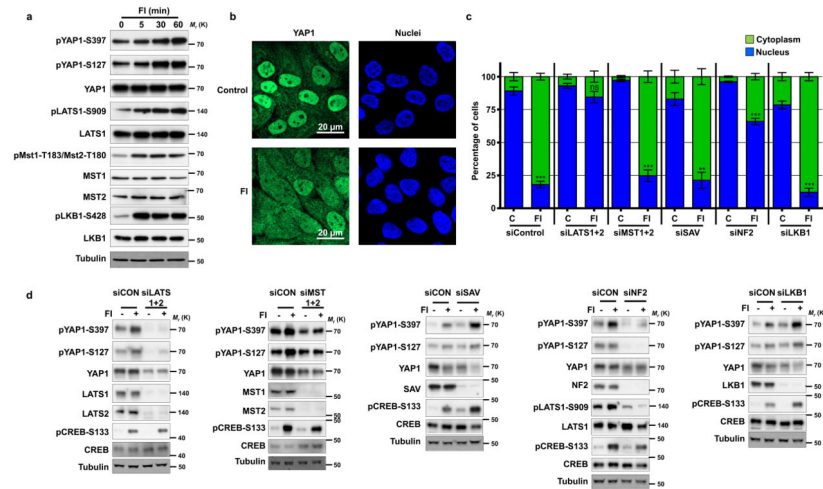 a
FI (min)
0 5 30 60 Mr (K)
pYAP1-S397
70
pYAP1-S127
70
YAP1
70
pLATS1-S909
140
LATS1
140
pMst1-T183/Mst2-T180
70
MST1
50
MST2
70
50
pLKB1-S428
70
LKB1
50
Tubulin
50
b
YAP1 Nuclei
Control
20 µm
FI
20 µm
c
Cytoplasm
Nucleus
Percentage of cells
100
75
50
25
0
*** ns *** ** *** ***
C FI C FI C FI C FI C FI C FI
siControl siLATS1+2 siMST1+2 siSAV siNF2 siLKB1
d
siCON siLATS
1+2
FI - + - + Mr (K)
pYAP1-S397
70
pYAP1-S127
70
YAP1
70
LATS1
140
LATS2
140
pCREB-S133
50
CREB
40
Tubulin
50
siCON siMST
1+2
FI - + - + Mr (K)
pYAP1-S397
70
pYAP1-S127
70
YAP1
70
MST1
50
MST2
50
pCREB-S133
50
CREB
40
Tubulin
50
siCON siSAV
FI - + - + Mr (K)
pYAP1-S397
70
pYAP1-S127
70
YAP1
70
SAV
50
pCREB-S133
50
CREB
50
Tubulin
50
siCON siNF2
FI - + - + Mr (K)
pYAP1-S397
70
pYAP1-S127
70
YAP1
70
NF2
70
pLATS1-S909
140
LATS1
140
pCREB-S133
50
CREB
50
Tubulin
50
siCON siLKB1
FI - + - + Mr (K)
pYAP1-S397
70
pYAP1-S127
70
YAP1
70
LKB1
50
pCREB-S133
50
CREB
50
Tubulin
50